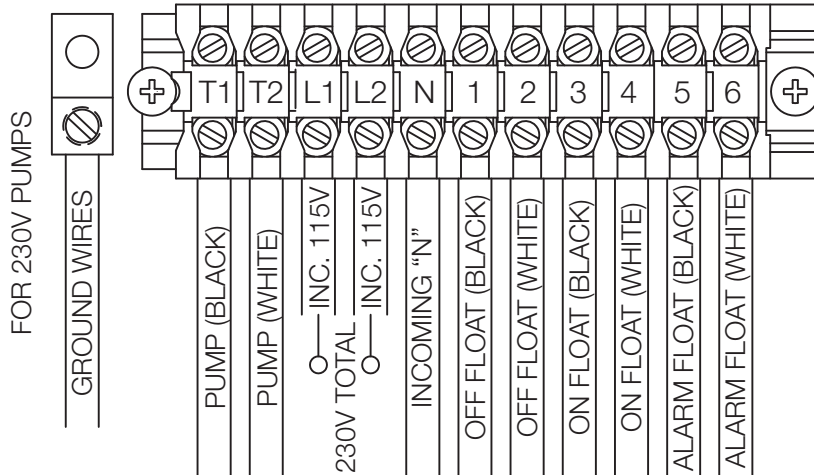 FOR 230V PUMPS
GROUND WIRES
T1 T2 L1 L2 N 1 2 3 4 5 6
PUMP (BLACK)
PUMP (WHITE)
INC. 115V
INC. 115V
230V TOTAL
INCOMING “N”
OFF FLOAT (BLACK)
OFF FLOAT (WHITE)
ON FLOAT (BLACK)
ON FLOAT (WHITE)
ALARM FLOAT (BLACK)
ALARM FLOAT (WHITE)